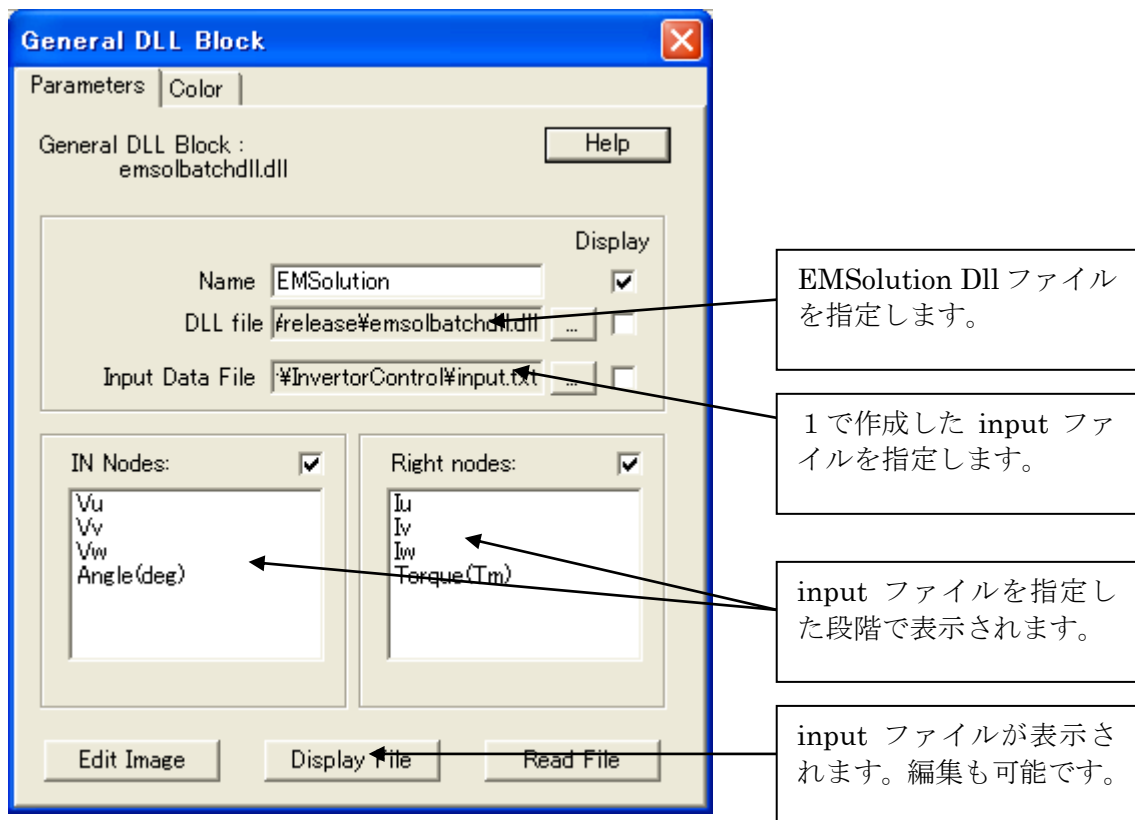 General DLL Block
Parameters
Color
General DLL Block :
emsolbatchdll.dll
Help
Display
Name
EMSolution
DLL file
¥release¥emsolbatchdll.dll
...
Input Data File
:¥InvertorControl¥input.txt
...
IN Nodes:
Vu
Vv
Vw
Angle(deg)
Right nodes:
Iu
Iv
Iw
Torque(Tm)
Edit Image
Display File
Read File
EMSolution Dll ファイル
を指定します。
１で作成した input ファ
イルを指定します。
input ファイルを指定し
た段階で表示されます。
input ファイルが表示さ
れます。編集も可能です。